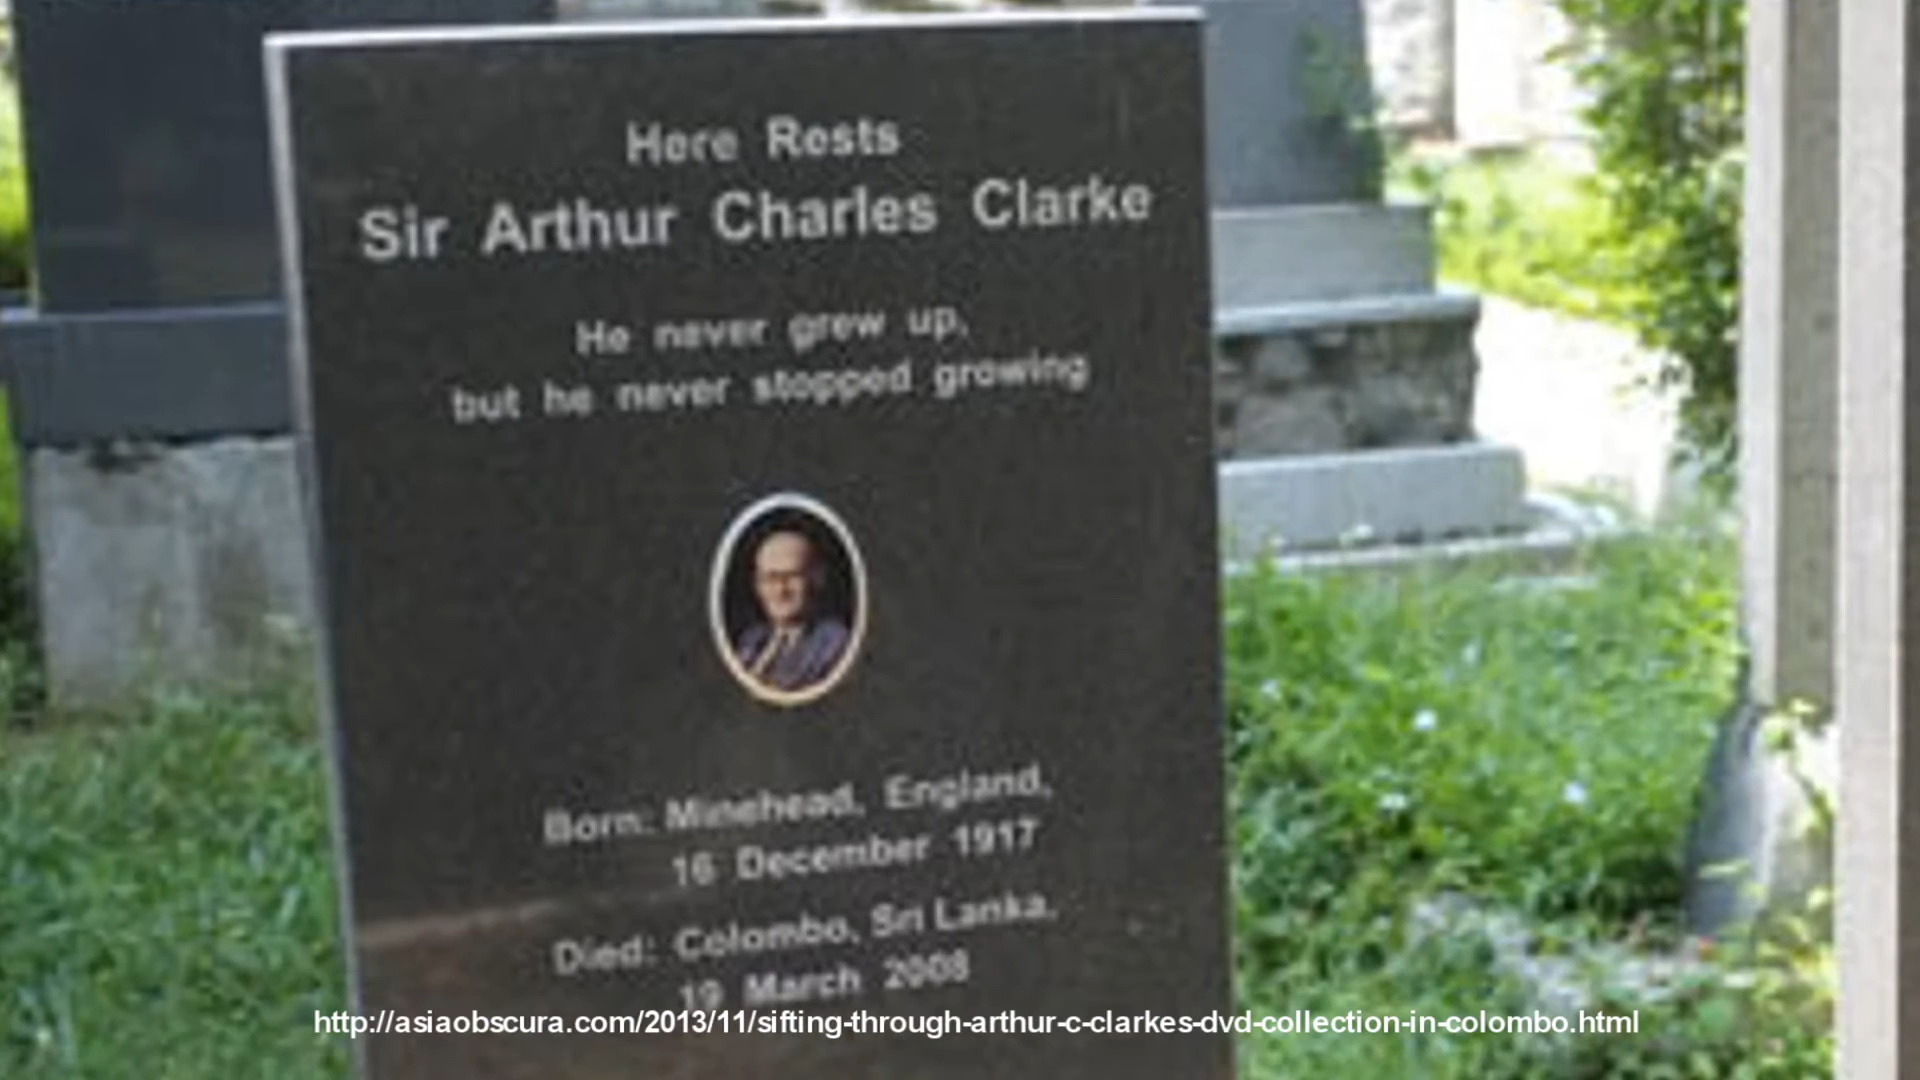 Here Rests
Sir Arthur Charles Clarke
He never grew up,
but he never stopped growing
Born: Minehead, England,
16 December 1917
Died: Colombo, Sri Lanka,
19 March 2008
http://asiaobscura.com/2013/11/sifting-through-arthur-c-clarkes-dvd-collection-in-colombo.html